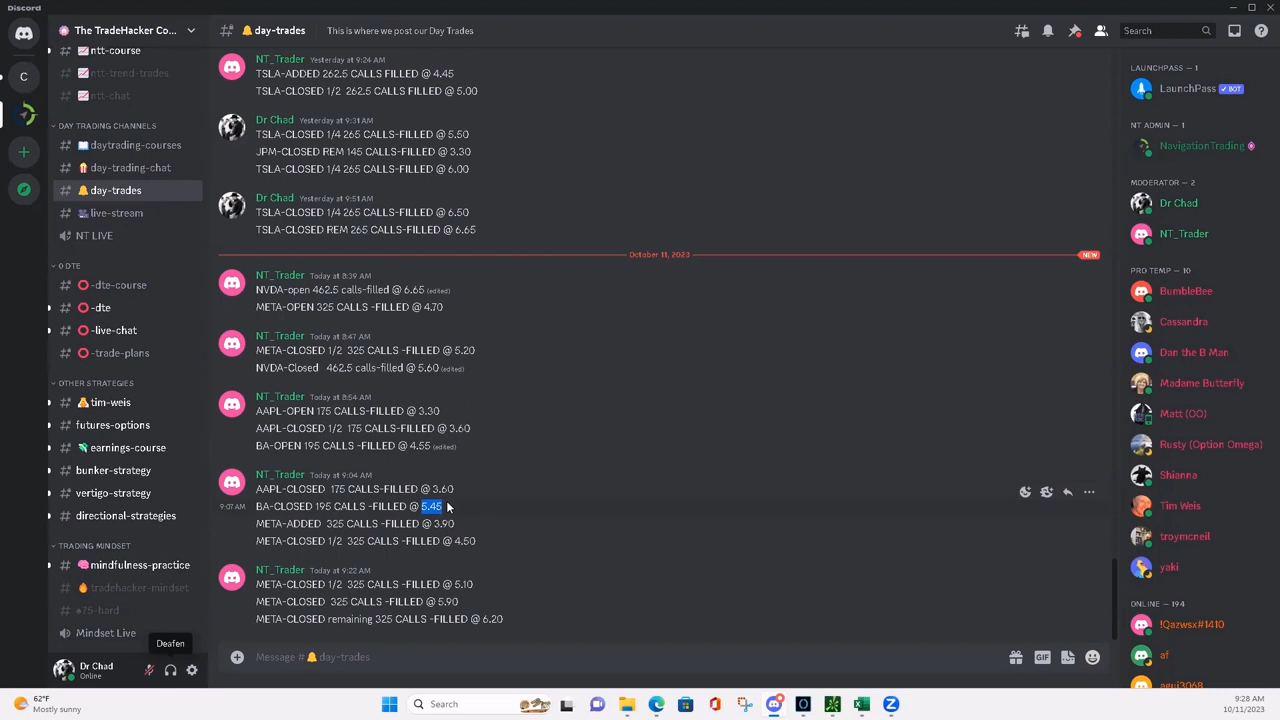 Discord
The TradeHacker Co...
# day-trades
This is where we post our Day Trades
Search
ntt-course
ntt-trend-trades
ntt-chat
DAY TRADING CHANNELS
# daytrading-courses
# day-trading-chat
# day-trades
# live-stream
NT LIVE
0 DTE
# -dte-course
# -dte
# -live-chat
# -trade-plans
OTHER STRATEGIES
# tim-weis
# futures-options
# earnings-course
# bunker-strategy
# vertigo-strategy
# directional-strategies
TRADING MINDSET
# mindfulness-practice
# tradehacker-mindset
# ♠75-hard
Mindset Live
Deafen
Dr Chad
Online
C
NT_Trader Yesterday at 9:24 AM
TSLA-ADDED 262.5 CALLS FILLED @ 4.45
TSLA-CLOSED 1/2 262.5 CALLS FILLED @ 5.00
Dr Chad Yesterday at 9:31 AM
TSLA-CLOSED 1/4 265 CALLS-FILLED @ 5.50
JPM-CLOSED REM 145 CALLS-FILLED @ 3.30
TSLA-CLOSED 1/4 265 CALLS-FILLED @ 6.00
Dr Chad Yesterday at 9:51 AM
TSLA-CLOSED 1/4 265 CALLS-FILLED @ 6.50
TSLA-CLOSED REM 265 CALLS-FILLED @ 6.65
October 11, 2023
NEW
NT_Trader Today at 8:39 AM
NVDA-open 462.5 calls-filled @ 6.65 (edited)
META-OPEN 325 CALLS -FILLED @ 4.70
NT_Trader Today at 8:47 AM
META-CLOSED 1/2 325 CALLS -FILLED @ 5.20
NVDA-Closed 462.5 calls-filled @ 5.60 (edited)
NT_Trader Today at 8:54 AM
AAPL-OPEN 175 CALLS-FILLED @ 3.30
AAPL-CLOSED 1/2 175 CALLS-FILLED @ 3.60
BA-OPEN 195 CALLS -FILLED @ 4.55 (edited)
NT_Trader Today at 9:04 AM
AAPL-CLOSED 175 CALLS-FILLED @ 3.60
9:07 AM BA-CLOSED 195 CALLS -FILLED @ 5.45
META-ADDED 325 CALLS -FILLED @ 3.90
META-CLOSED 1/2 325 CALLS -FILLED @ 4.50
NT_Trader Today at 9:22 AM
META-CLOSED 1/2 325 CALLS -FILLED @ 5.10
META-CLOSED 325 CALLS -FILLED @ 5.90
META-CLOSED remaining 325 CALLS -FILLED @ 6.20
Message # day-trades
GIF
LAUNCHPASS — 1
LaunchPass ✓ BOT
NT ADMIN — 1
NavigationTrading
MODERATOR — 2
Dr Chad
NT_Trader
PRO TEMP — 10
BumbleBee
Cassandra
Dan the B Man
Madame Butterfly
Matt (OO)
Rusty (Option Omega)
Shianna
Tim Weis
troymcneil
yaki
ONLINE — 194
!Qazwsx#1410
af
agui3068
62°F
Mostly sunny
Search
9:28 AM
10/11/2023